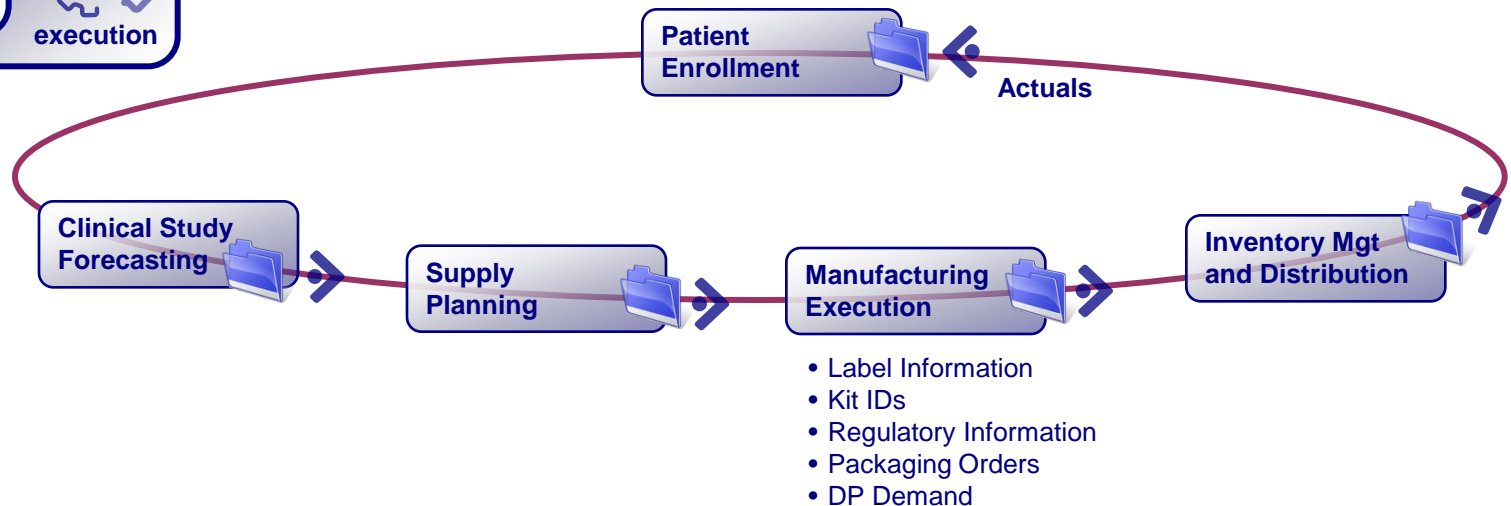 execution
Patient
Enrollment
Actuals
Clinical Study
Forecasting
Supply
Planning
Manufacturing
Execution
Inventory Mgt
and Distribution
• Label Information
• Kit IDs
• Regulatory Information
• Packaging Orders
• DP Demand